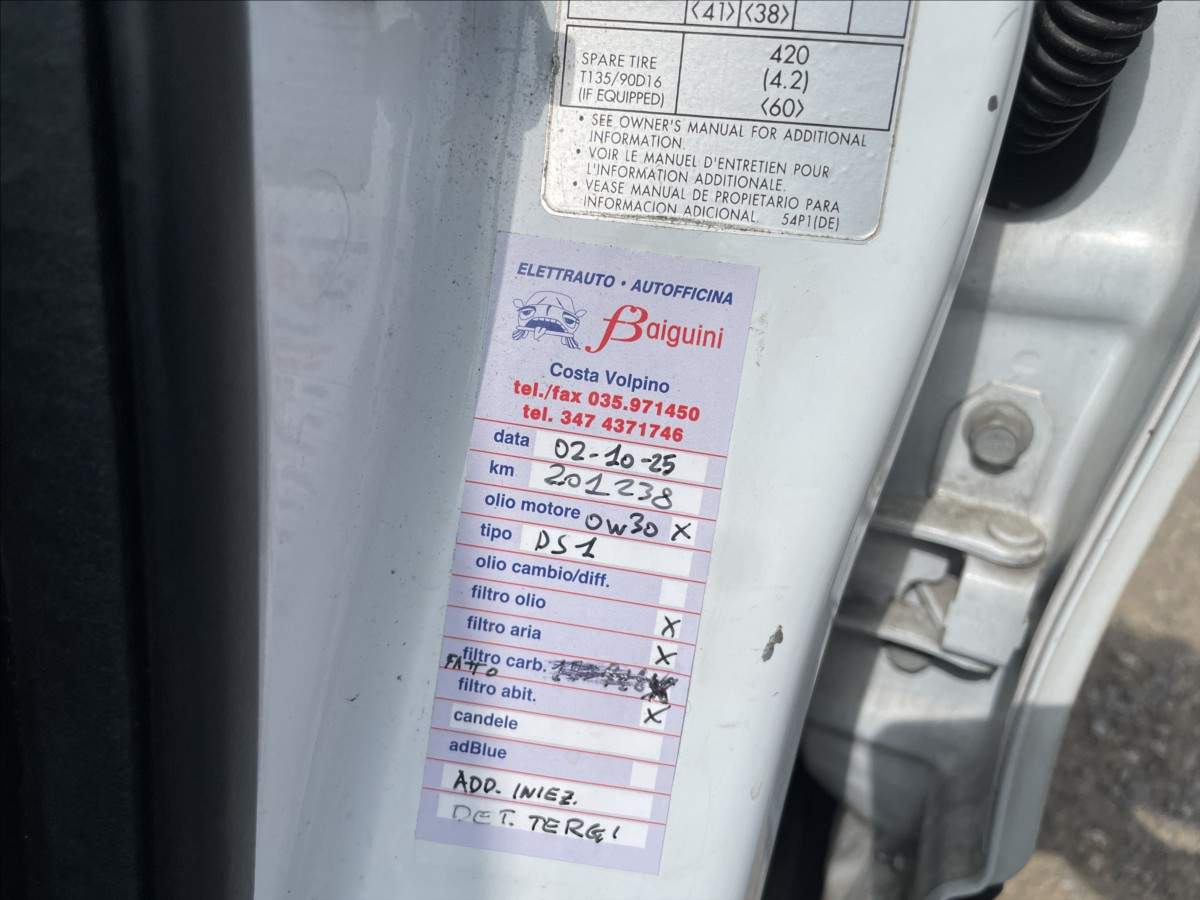 <41> <38>
SPARE TIRE
T135/90D16
(IF EQUIPPED)
420
(4.2)
<60>
• SEE OWNER'S MANUAL FOR ADDITIONAL
INFORMATION.
• VOIR LE MANUEL D'ENTRETIEN POUR
L'INFORMATION ADDITIONALE.
• VEASE MANUAL DE PROPIETARIO PARA
INFORMACION ADICIONAL 54P1(DE)
ELETTRAUTO • AUTOFFICINA
Baiguini
Costa Volpino
tel./fax 035.971450
tel. 347 4371746
data 02-10-25
km 201238
olio motore 0W30 X
tipo DS1
olio cambio/diff.
filtro olio X
filtro aria X
filtro carb.
FATTO
filtro abit. X
candele
adBlue
ADD. INIEZ.
DET. TERGI